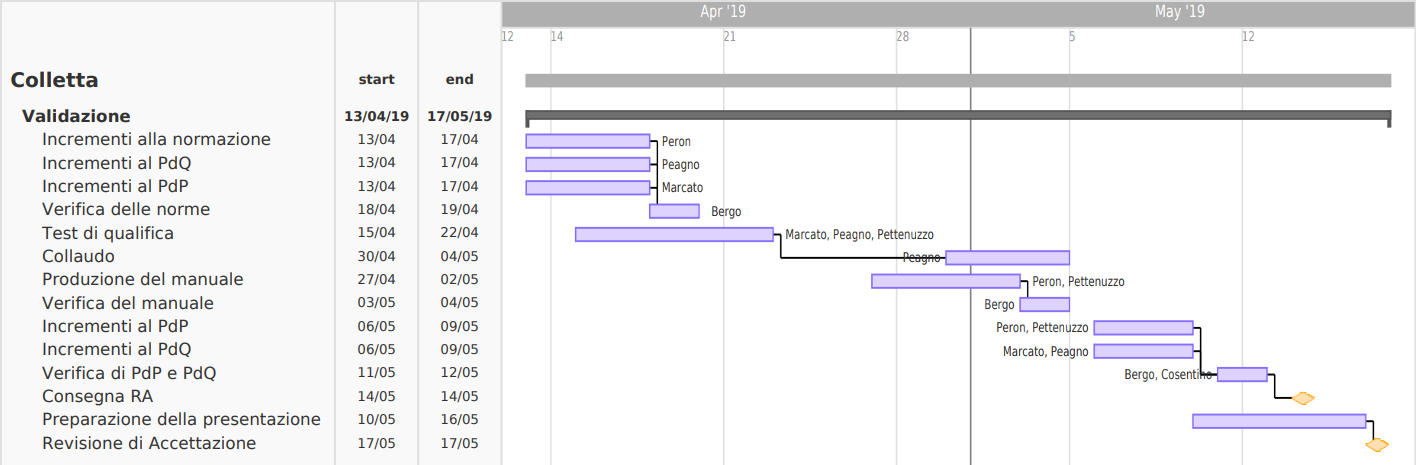 Apr '19 May '19
12 14 21 28 5 12
Colletta start end
Validazione 13/04/19 17/05/19
Incrementi alla normazione 13/04 17/04 Peron
Incrementi al PdQ 13/04 17/04 Peagno
Incrementi al PdP 13/04 17/04 Marcato
Verifica delle norme 18/04 19/04 Bergo
Test di qualifica 15/04 22/04 Marcato, Peagno, Pettenuzzo
Collaudo 30/04 04/05 Peagno
Produzione del manuale 27/04 02/05 Peron, Pettenuzzo
Verifica del manuale 03/05 04/05 Bergo
Incrementi al PdP 06/05 09/05 Peron, Pettenuzzo
Incrementi al PdQ 06/05 09/05 Marcato, Peagno
Verifica di PdP e PdQ 11/05 12/05 Bergo, Cosentino
Consegna RA 14/05 14/05
Preparazione della presentazione 10/05 16/05
Revisione di Accettazione 17/05 17/05